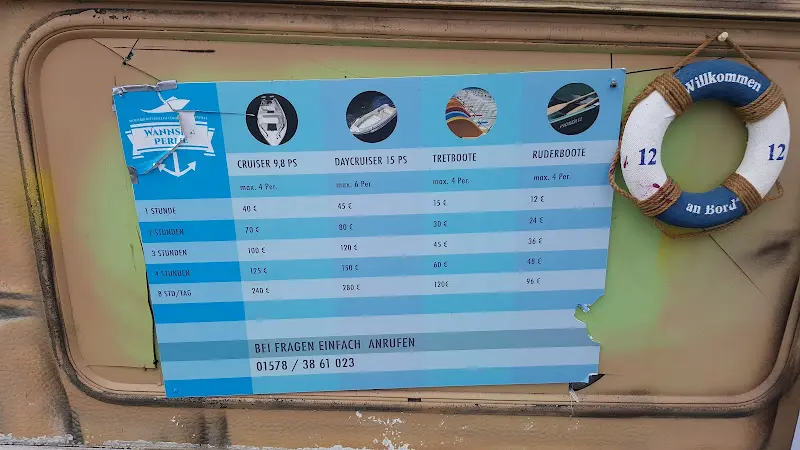 WANNSEE
PERLE
CRUISER 9,8 PS DAYCRUISER 15 PS TRETBOOTE RUDERBOOTE
max. 4 Per. max. 6 Per. max. 4 Per. max. 4 Per.
1 STUNDE 40 € 45 € 15 € 12 €
2 STUNDEN 70 € 80 € 30 € 24 €
3 STUNDEN 100 € 120 € 45 € 36 €
4 STUNDEN 125 € 150 € 60 € 48 €
8 STD/TAG 240 € 280 € 120€ 96 €
BEI FRAGEN EINFACH ANRUFEN
01578 / 38 61 023
Willkommen
12 12
an Bord